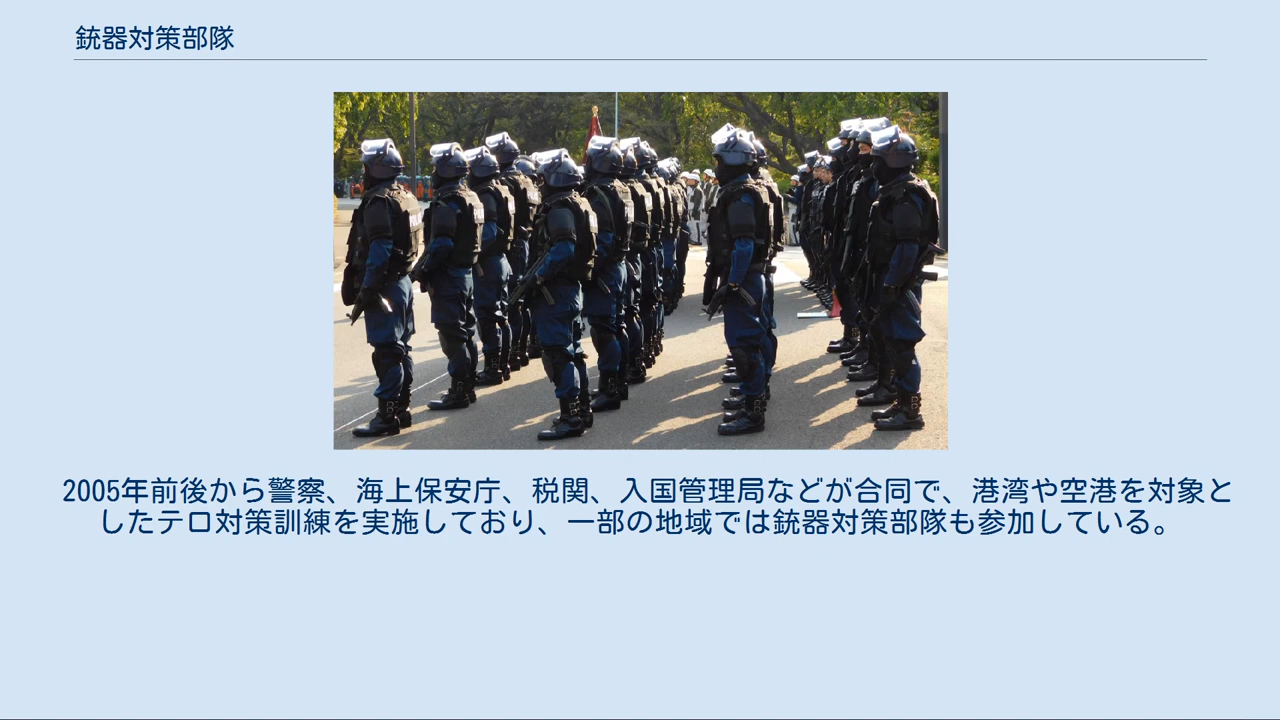 銃器対策部隊
2005年前後から警察、海上保安庁、税関、入国管理局などが合同で、港湾や空港を対象と
したテロ対策訓練を実施しており、一部の地域では銃器対策部隊も参加している。